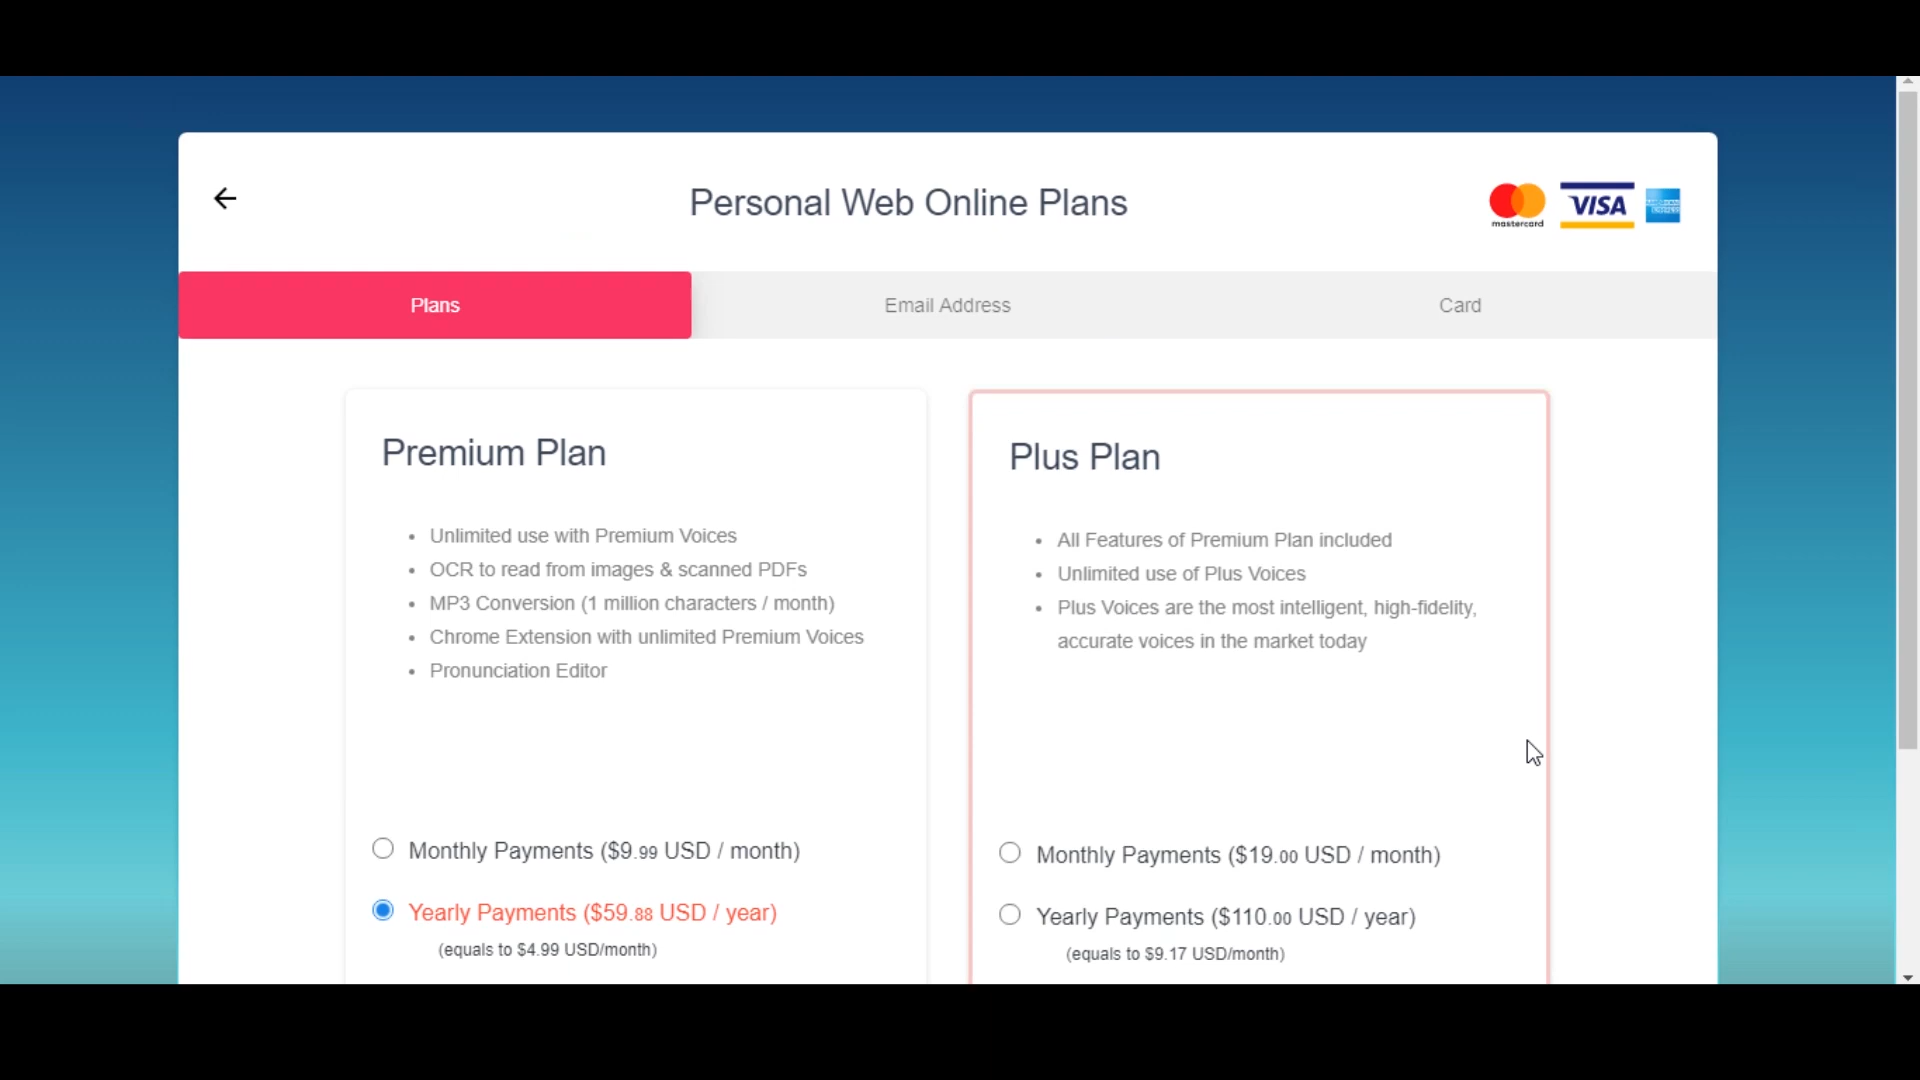 Personal Web Online Plans
mastercard
VISA
Plans
Email Address
Card
Premium Plan
• Unlimited use with Premium Voices
• OCR to read from images & scanned PDFs
• MP3 Conversion (1 million characters / month)
• Chrome Extension with unlimited Premium Voices
• Pronunciation Editor
Monthly Payments ($9.99 USD / month)
Yearly Payments ($59.88 USD / year)
(equals to $4.99 USD/month)
Plus Plan
• All Features of Premium Plan included
• Unlimited use of Plus Voices
• Plus Voices are the most intelligent, high-fidelity,
accurate voices in the market today
Monthly Payments ($19.00 USD / month)
Yearly Payments ($110.00 USD / year)
(equals to $9.17 USD/month)